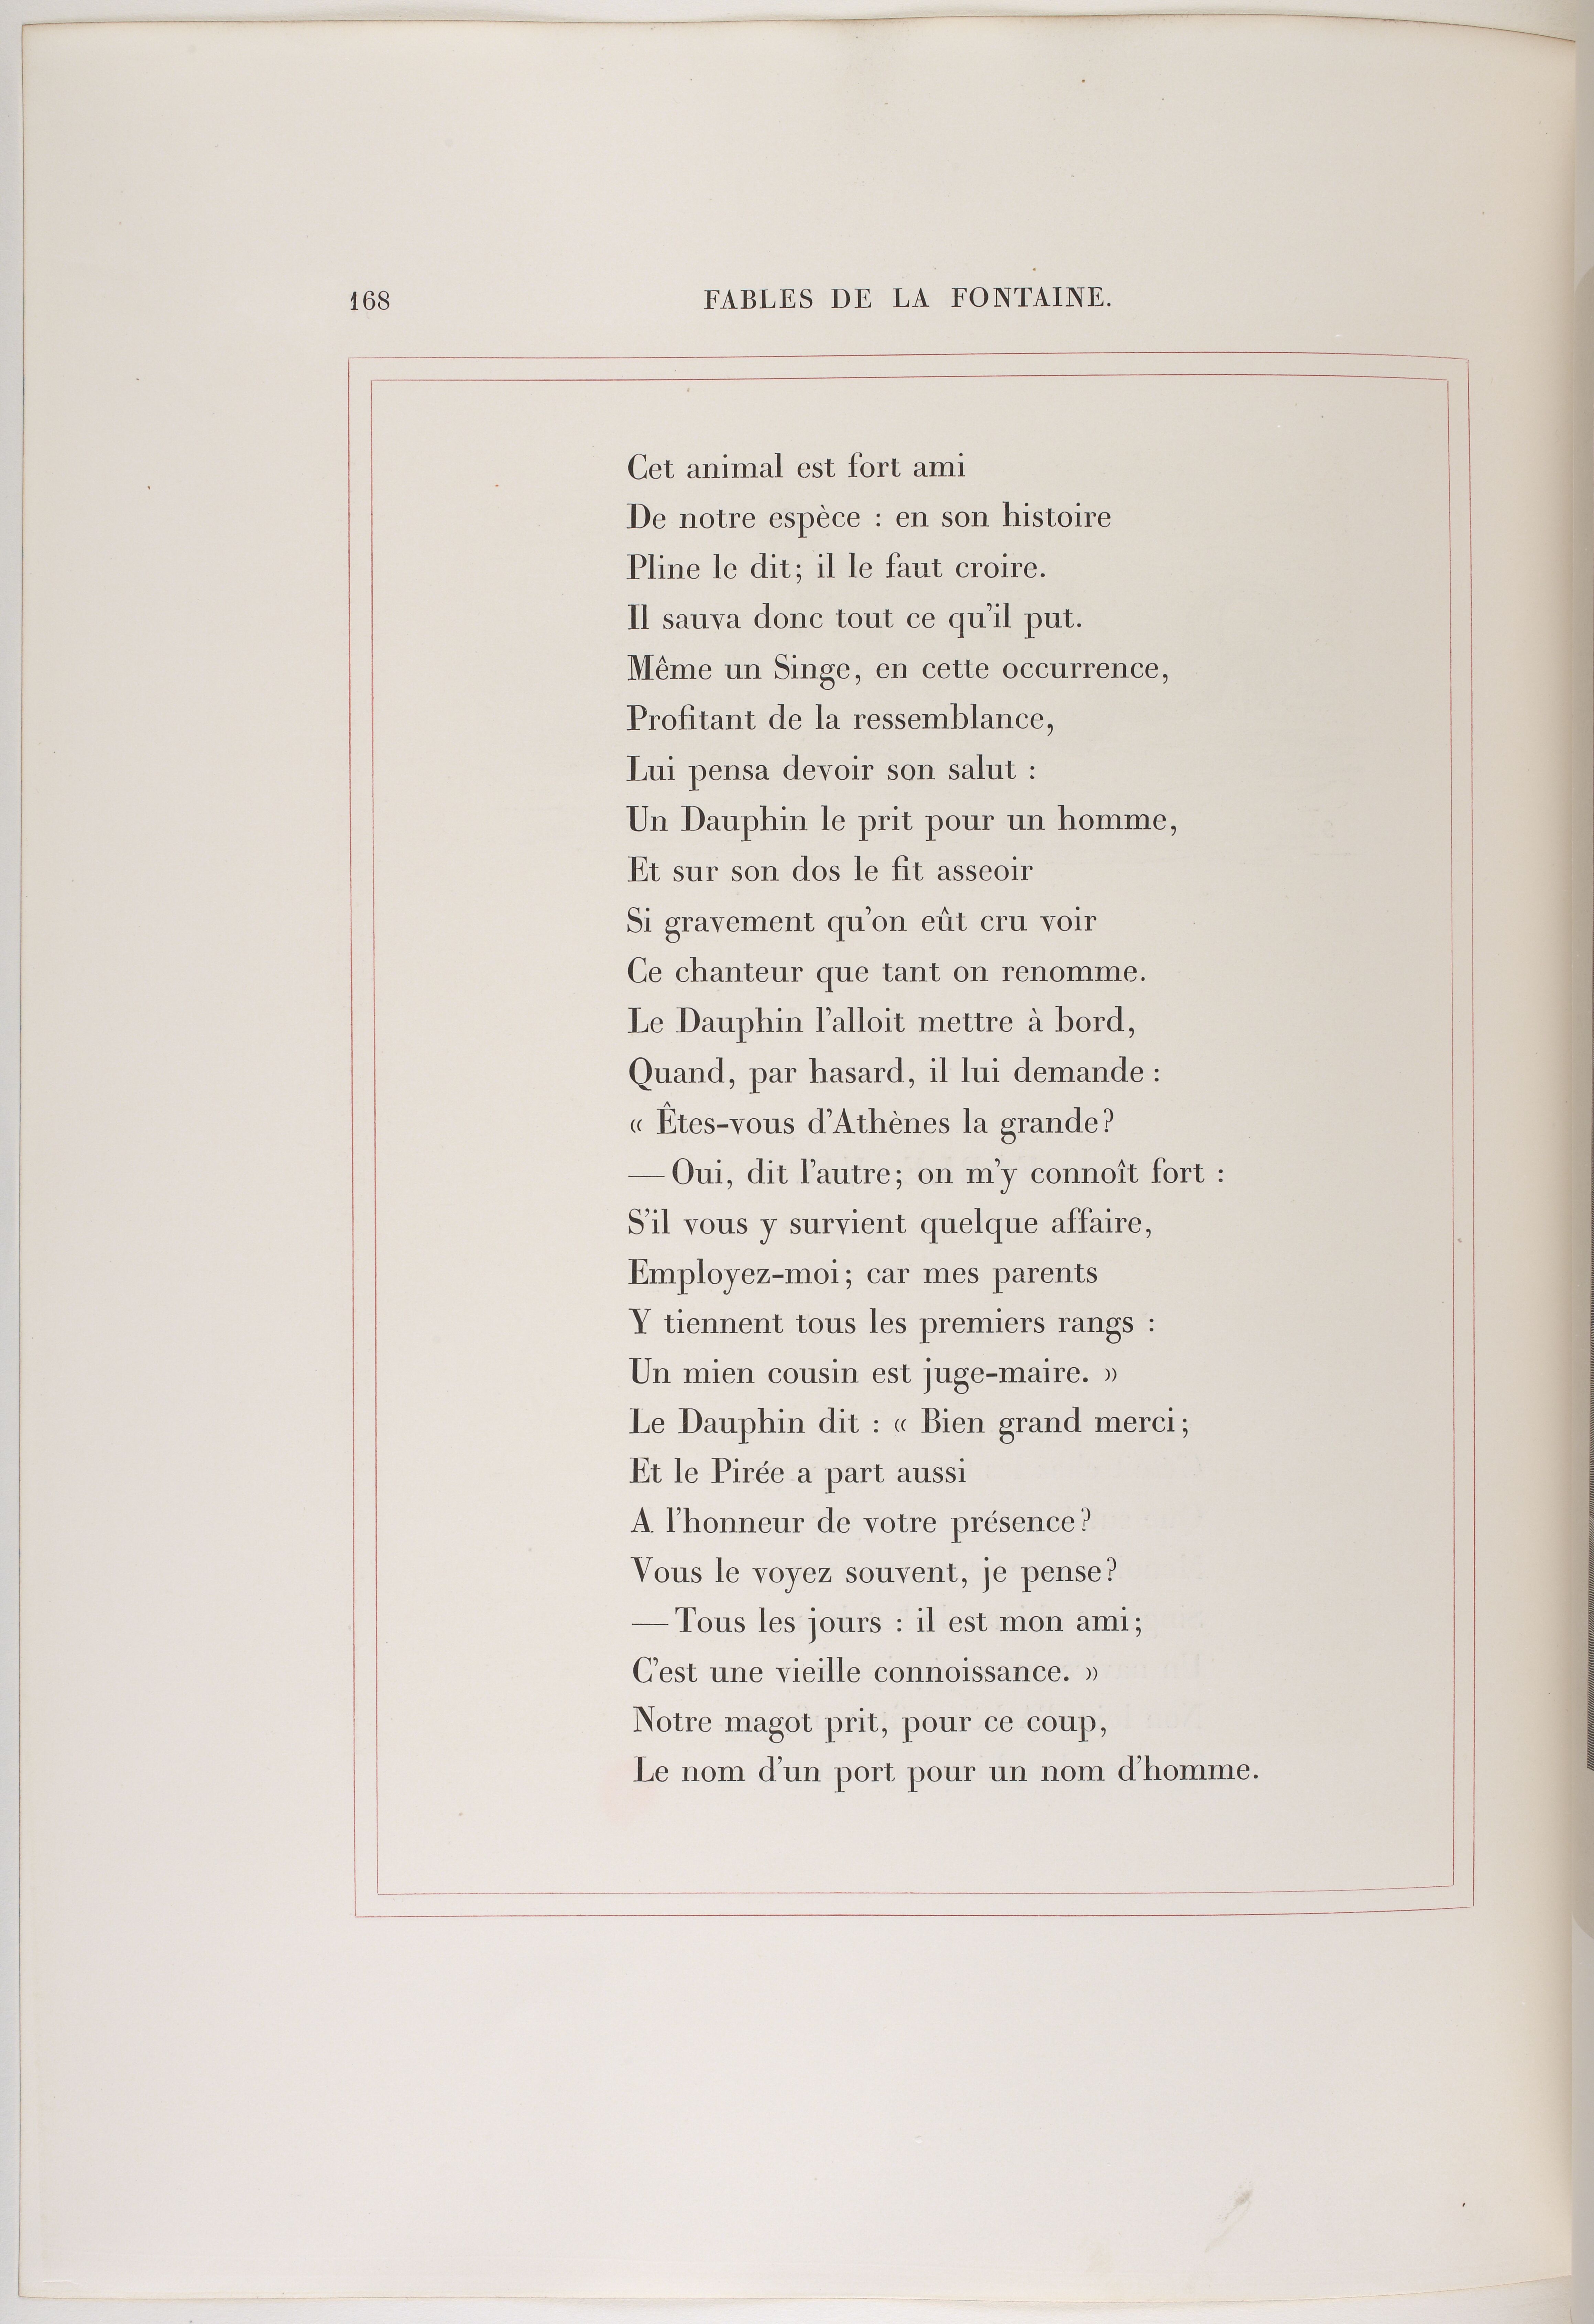 168
FABLES DE LA FONTAINE.
Cet animal est fort ami
De notre espèce : en son histoire
Pline le dit; il le faut croire.
Il sauva donc tout ce qu'il put.
Même un Singe, en cette occurrence,
Profitant de la ressemblance,
Lui pensa devoir son salut :
Un Dauphin le prit pour un homme,
Et sur son dos le fit asseoir
Si gravement qu'on eût cru voir
Ce chanteur que tant on renomme.
Le Dauphin l'alloit mettre à bord,
Quand, par hasard, il lui demande :
« Êtes-vous d'Athènes la grande?
— Oui, dit l'autre; on m'y connoît fort :
S'il vous y survient quelque affaire,
Employez-moi; car mes parents
Y tiennent tous les premiers rangs :
Un mien cousin est juge-maire. »
Le Dauphin dit : « Bien grand merci;
Et le Pirée a part aussi
A l'honneur de votre présence?
Vous le voyez souvent, je pense?
— Tous les jours : il est mon ami;
C'est une vieille connoissance. »
Notre magot prit, pour ce coup,
Le nom d'un port pour un nom d'homme.